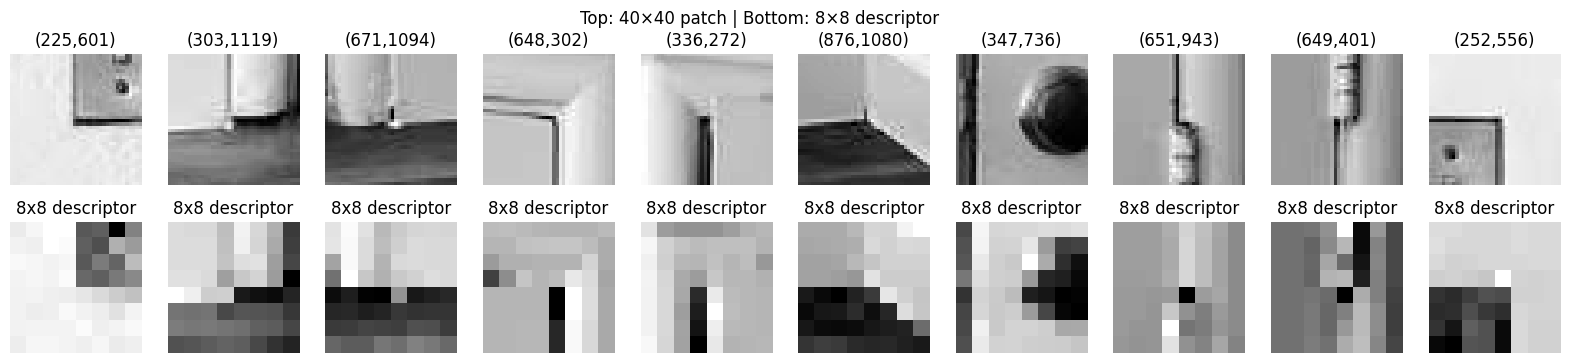 Top: 40×40 patch | Bottom: 8×8 descriptor
(225,601) (303,1119) (671,1094) (648,302) (336,272) (876,1080) (347,736) (651,943) (649,401) (252,556)
8x8 descriptor 8x8 descriptor 8x8 descriptor 8x8 descriptor 8x8 descriptor 8x8 descriptor 8x8 descriptor 8x8 descriptor 8x8 descriptor 8x8 descriptor